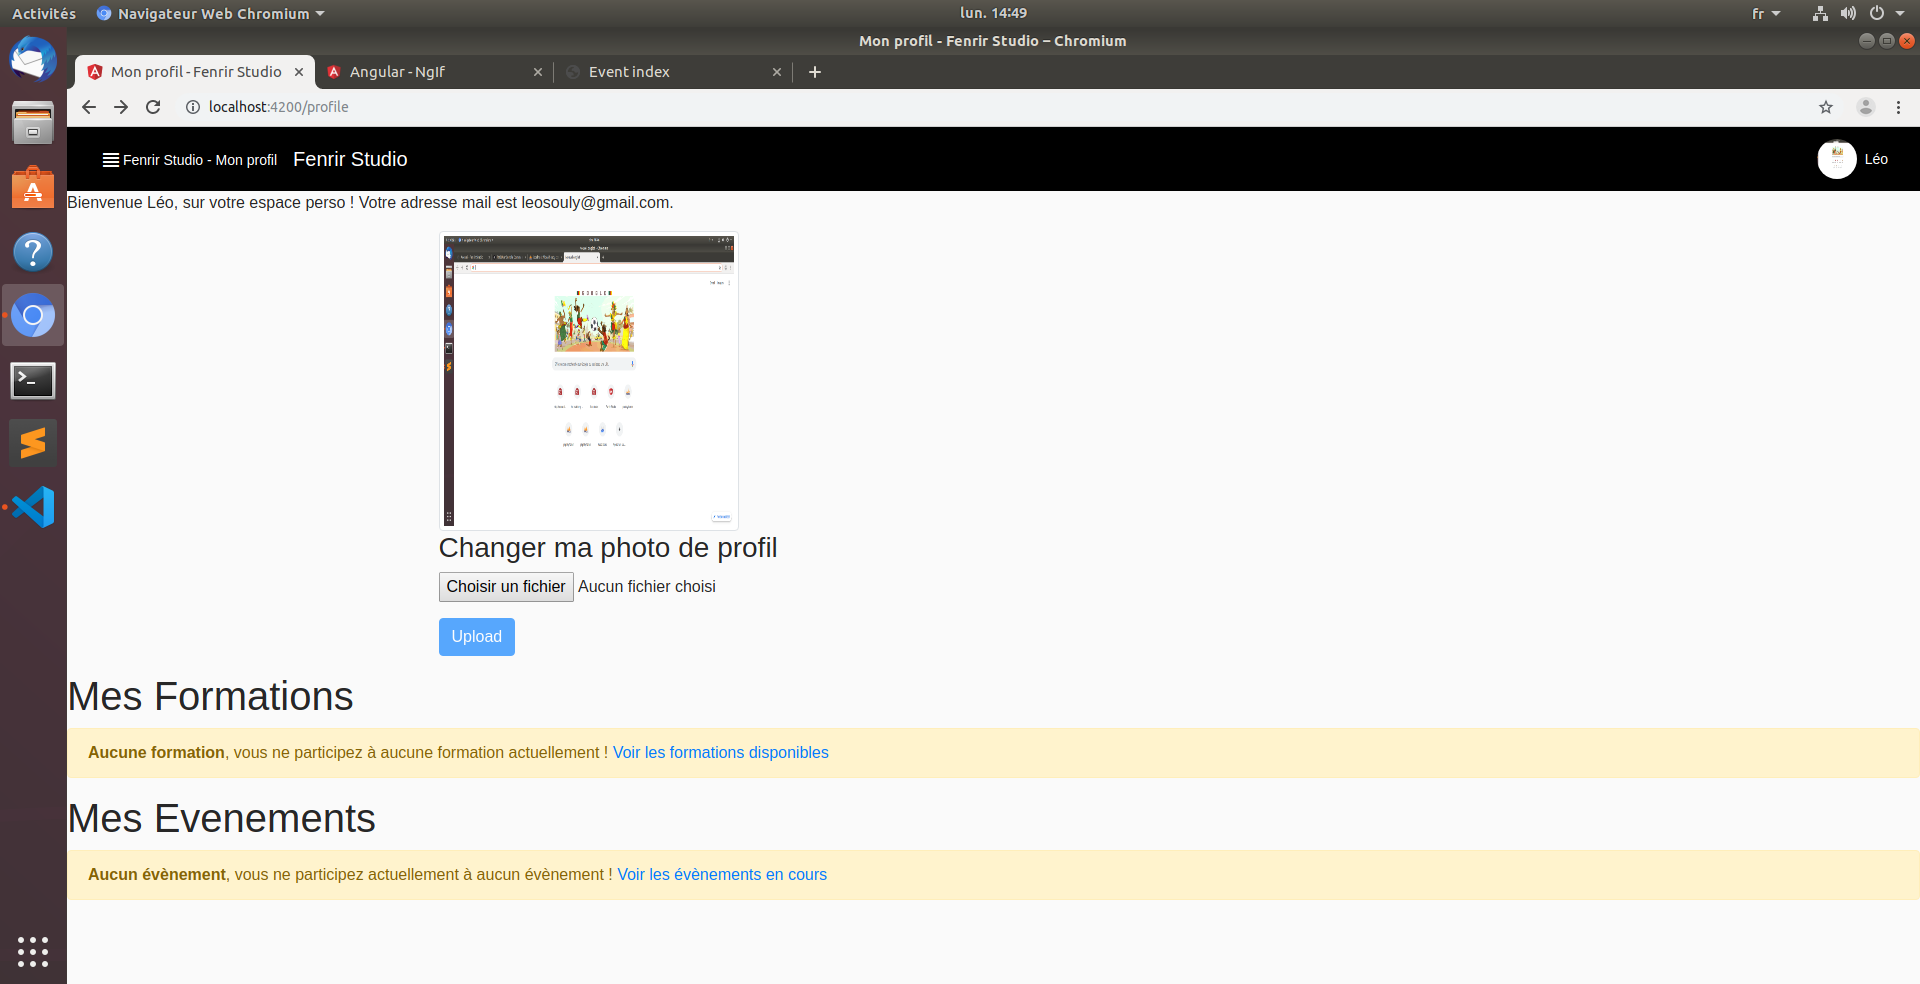 Activités Navigateur Web Chromium lun. 14:49 fr
Mon profil - Fenrir Studio – Chromium
Mon profil - Fenrir Studio Angular - NgIf Event index
localhost:4200/profile
Fenrir Studio - Mon profil Fenrir Studio Léo
Bienvenue Léo, sur votre espace perso ! Votre adresse mail est leosouly@gmail.com.
GOOGLE
Changer ma photo de profil
Choisir un fichier Aucun fichier choisi
Upload
Mes Formations
Aucune formation, vous ne participez à aucune formation actuellement ! Voir les formations disponibles
Mes Evenements
Aucun évènement, vous ne participez actuellement à aucun évènement ! Voir les évènements en cours